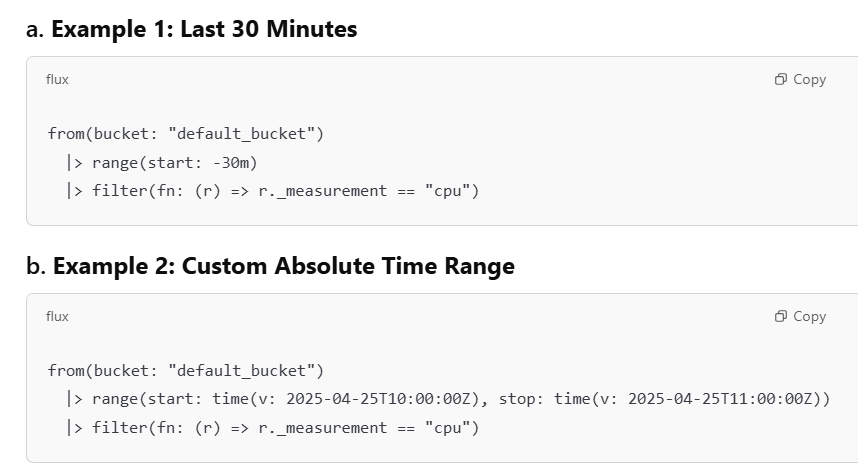 a. Example 1: Last 30 Minutes
flux
Copy
from(bucket: "default_bucket")
  |> range(start: -30m)
  |> filter(fn: (r) => r._measurement == "cpu")
b. Example 2: Custom Absolute Time Range
flux
Copy
from(bucket: "default_bucket")
  |> range(start: time(v: 2025-04-25T10:00:00Z), stop: time(v: 2025-04-25T11:00:00Z))
  |> filter(fn: (r) => r._measurement == "cpu")